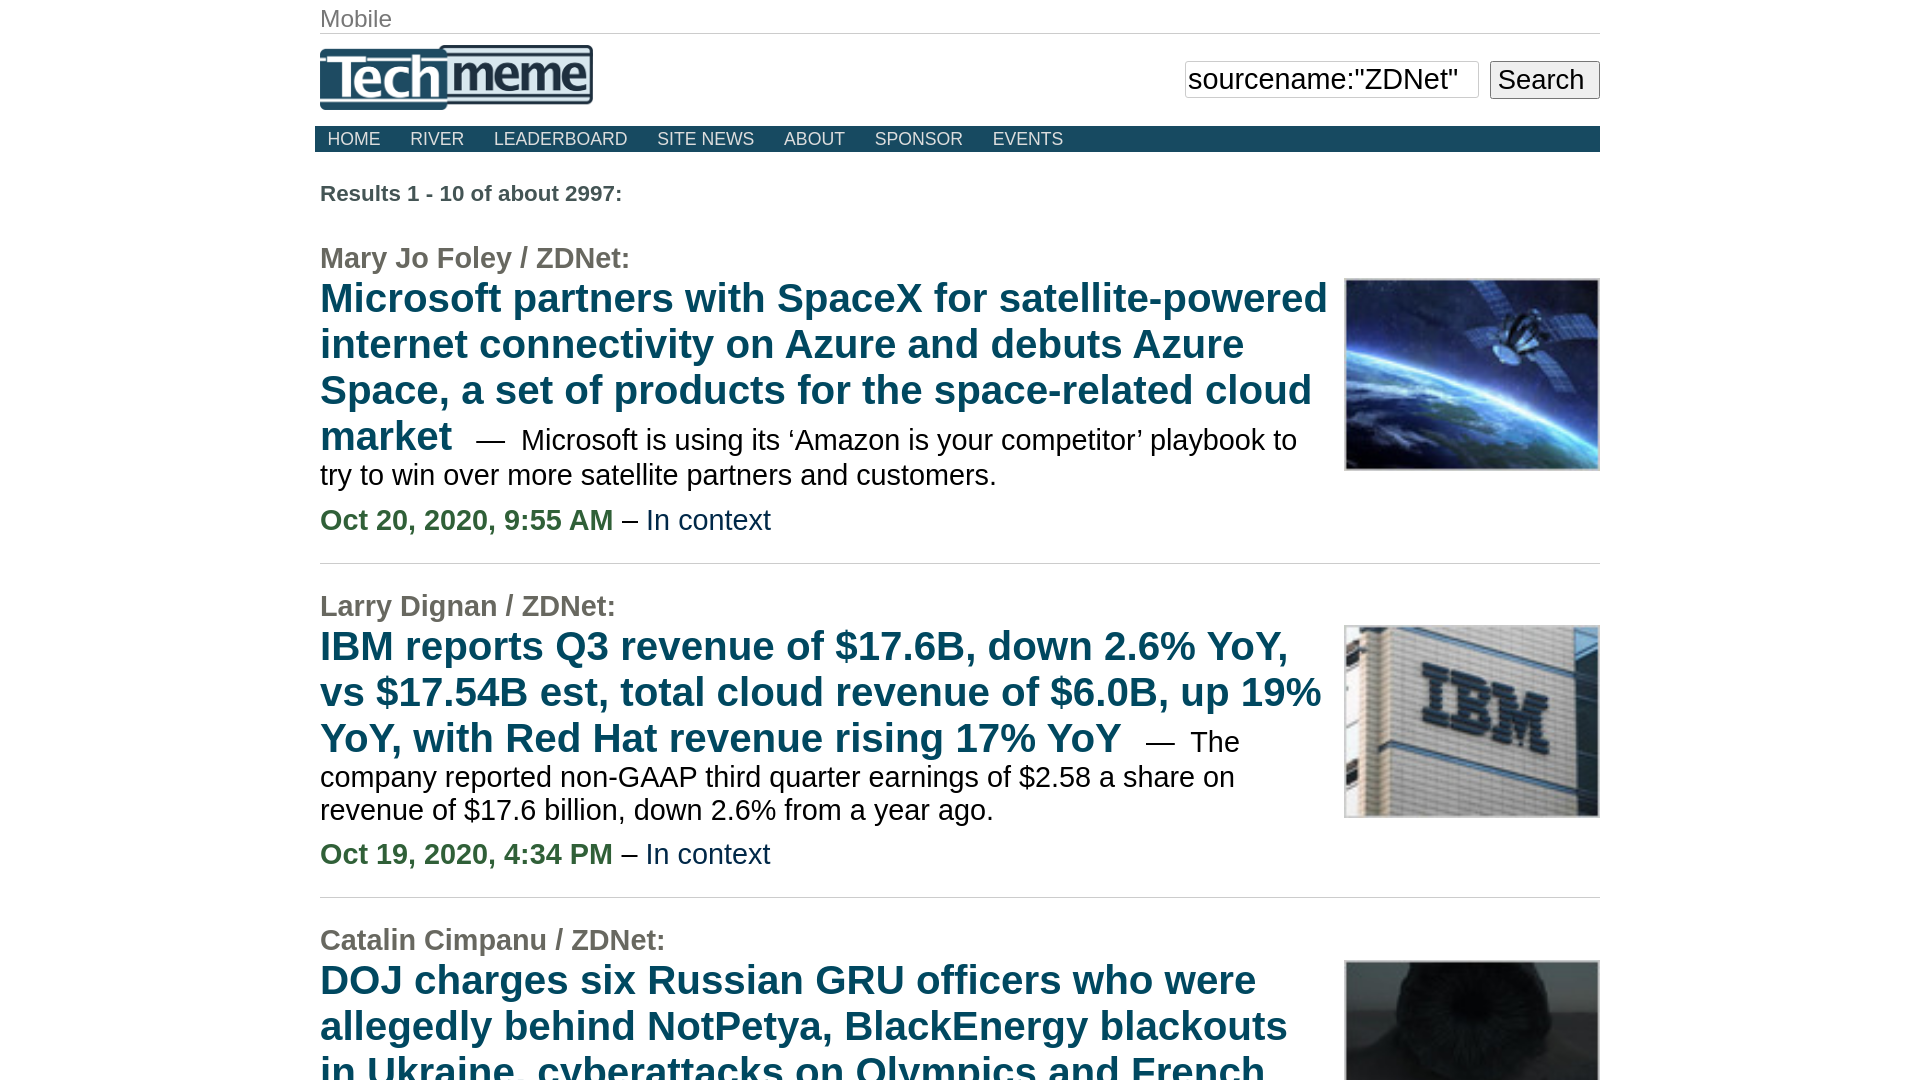 Mobile
Techmeme
sourcename:"ZDNet" Search
HOME RIVER LEADERBOARD SITE NEWS ABOUT SPONSOR EVENTS
Results 1 - 10 of about 2997:
Mary Jo Foley / ZDNet:
Microsoft partners with SpaceX for satellite-powered
internet connectivity on Azure and debuts Azure
Space, a set of products for the space-related cloud
market — Microsoft is using its ‘Amazon is your competitor’ playbook to
try to win over more satellite partners and customers.
Oct 20, 2020, 9:55 AM – In context
Larry Dignan / ZDNet:
IBM reports Q3 revenue of $17.6B, down 2.6% YoY,
vs $17.54B est, total cloud revenue of $6.0B, up 19%
YoY, with Red Hat revenue rising 17% YoY — The
company reported non-GAAP third quarter earnings of $2.58 a share on
revenue of $17.6 billion, down 2.6% from a year ago.
IBM
Oct 19, 2020, 4:34 PM – In context
Catalin Cimpanu / ZDNet:
DOJ charges six Russian GRU officers who were
allegedly behind NotPetya, BlackEnergy blackouts
in Ukraine, cyberattacks on Olympics and French